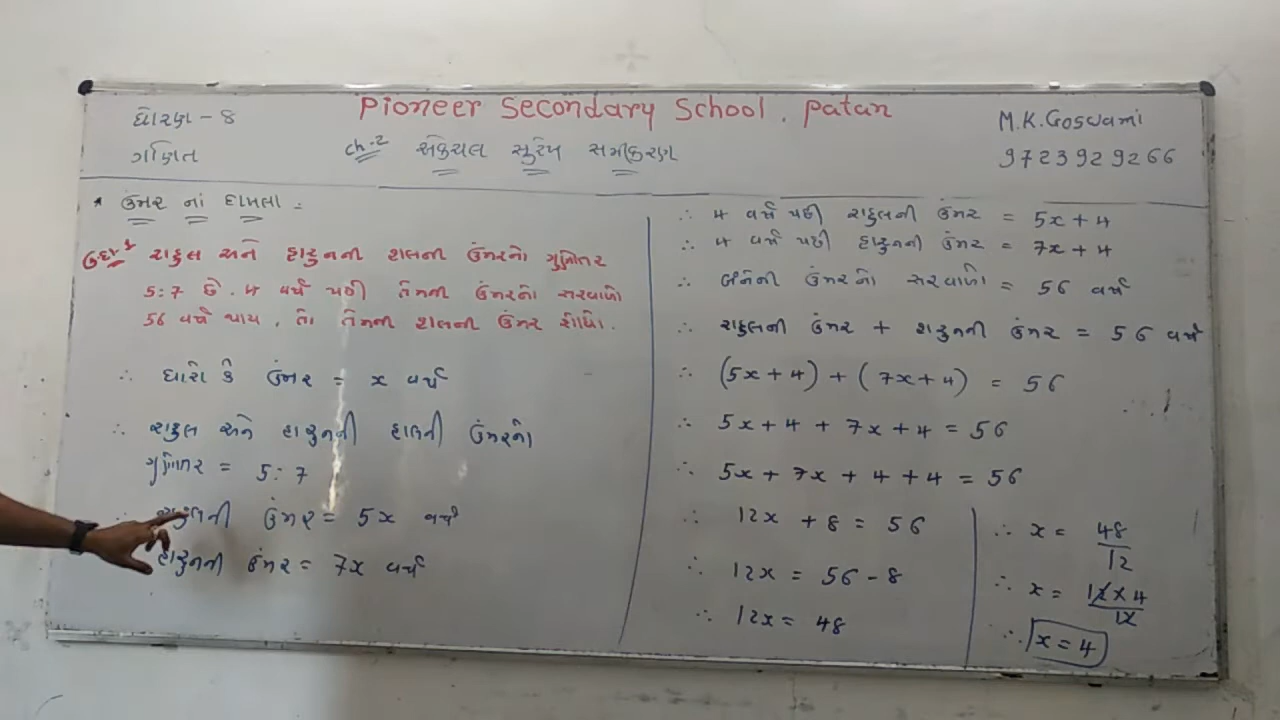 Pioneer Secondary School, Patan
ધોરણ - 8
ગણિત
ch-2 એકચલ સુરેખ સમીકરણ
M.K.Goswami
9723929266
* ઉંમર નાં દાખલા :
ઉદા 1 રાહુલ અને હારુનની હાલની ઉંમરનો ગુણોત્તર
5:7 છે. 4 વર્ષ પછી તેમની ઉંમરનો સરવાળો
56 વર્ષ થાય, તો તેમની હાલની ઉંમર શોધો.
∴ ધારો કે ઉંમર = x વર્ષ
∴ રાહુલ અને હારુનની હાલની ઉંમરનો
ગુણોત્તર = 5:7
∴ રાહુલની ઉંમર = 5x વર્ષ
હારુનની ઉંમર = 7x વર્ષ
∴ 4 વર્ષ પછી રાહુલની ઉંમર = 5x + 4
∴ 4 વર્ષ પછી હારુનની ઉંમર = 7x + 4
∴ બંનેની ઉંમરનો સરવાળો = 56 વર્ષ
∴ રાહુલની ઉંમર + હારુનની ઉંમર = 56 વર્ષ
∴ (5x + 4) + (7x + 4) = 56
∴ 5x + 4 + 7x + 4 = 56
∴ 5x + 7x + 4 + 4 = 56
∴ 12x + 8 = 56
∴ 12x = 56 - 8
∴ 12x = 48
∴ x = 48/12
∴ x = 12 × 4/12
∴ x = 4